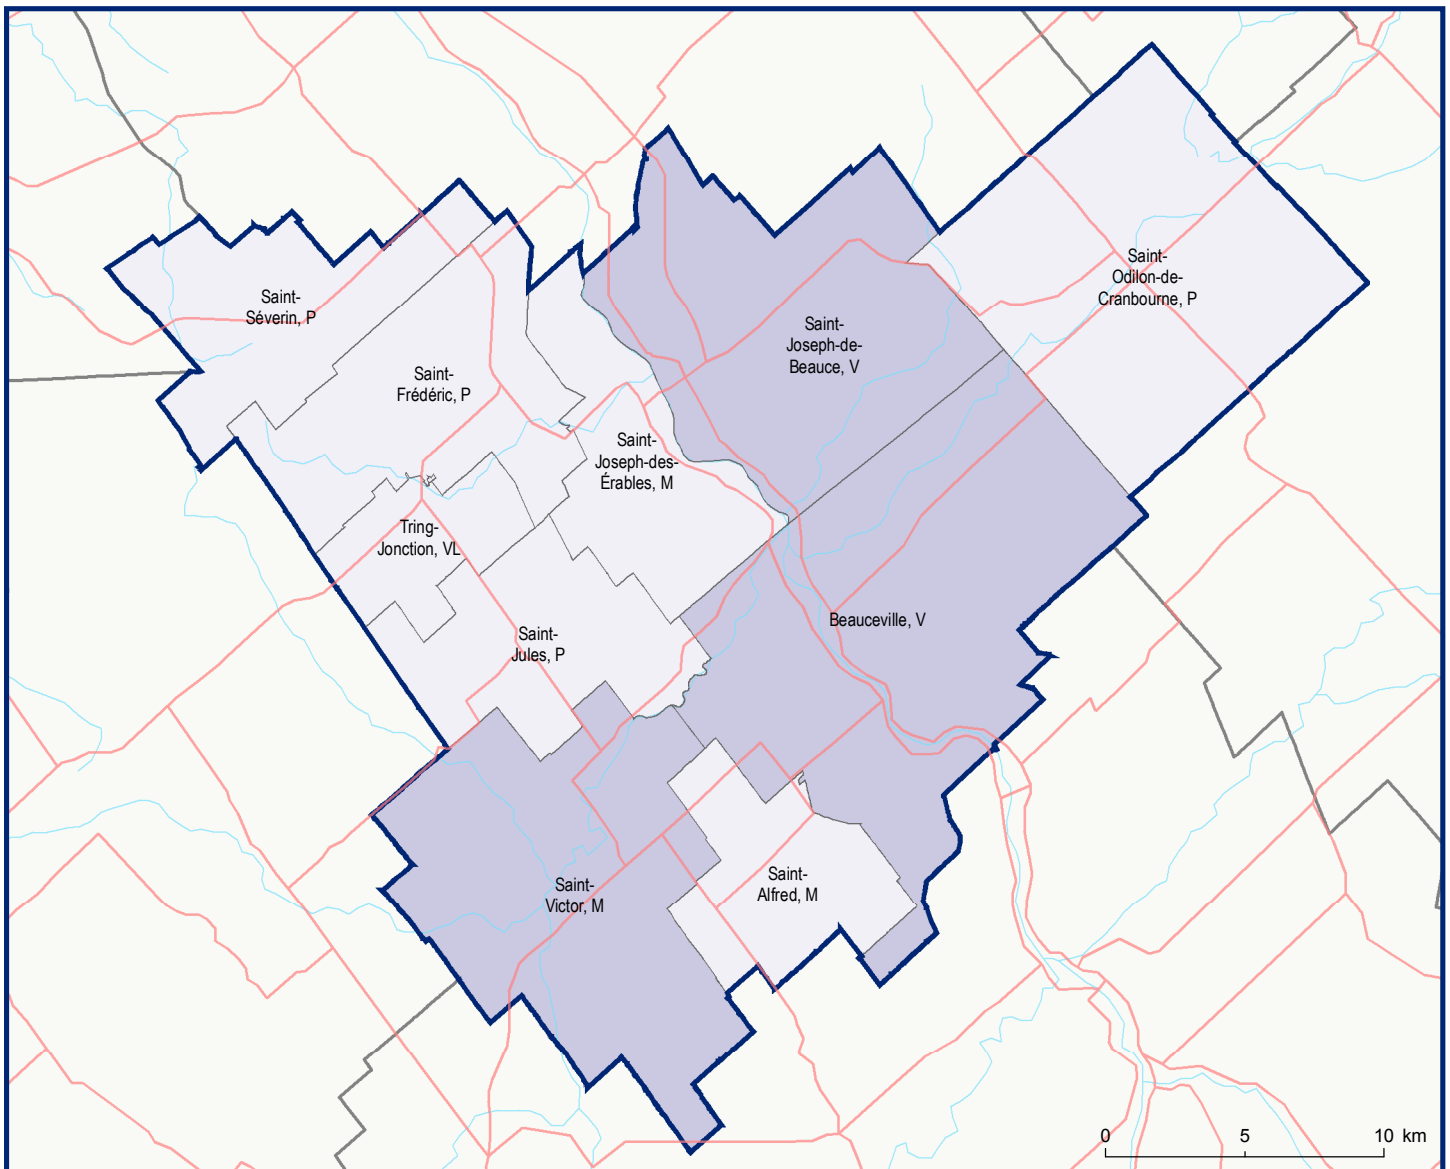 Saint-
Odilon-de-
Cranbourne, P
Saint-
Séverin, P
Saint-
Joseph-de-
Beauce, V
Saint-
Frédéric, P
Saint-
Joseph-des-
Érables, M
Tring-
Jonction, VL
Beauceville, V
Saint-
Jules, P
Saint-
Alfred, M
Saint-
Victor, M
0 5 10 km